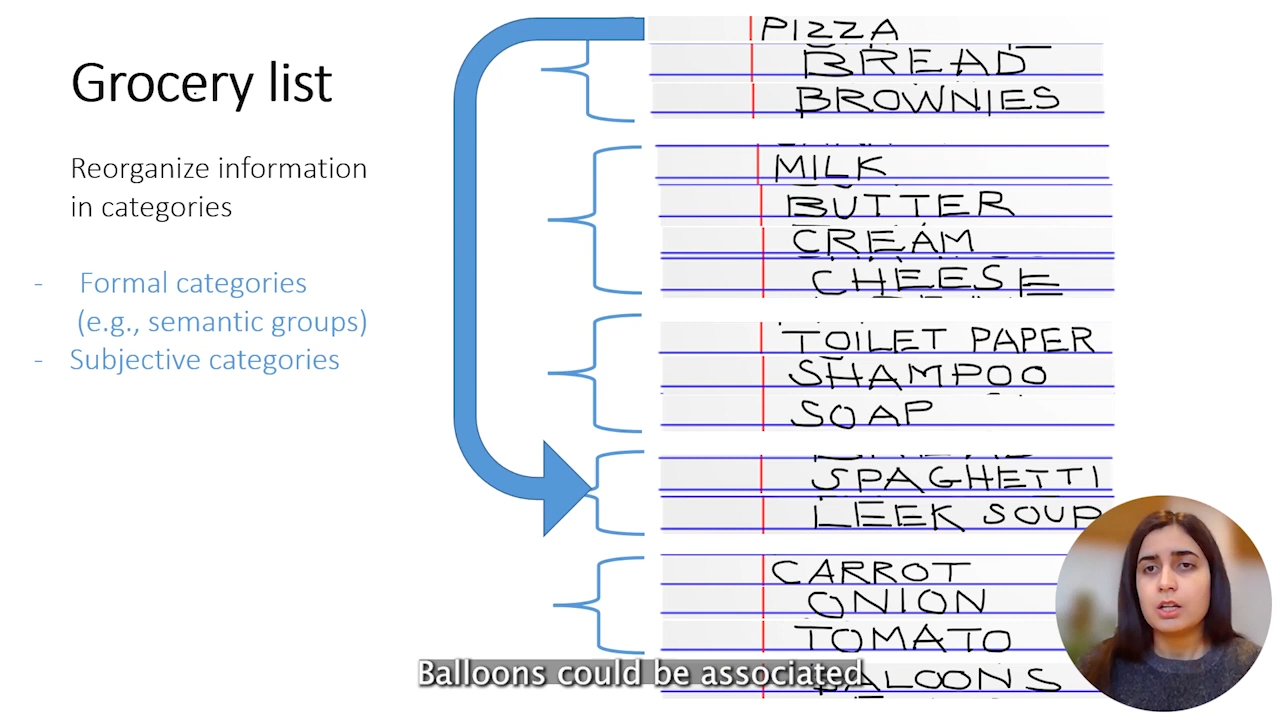 Grocery list
Reorganize information
in categories
- Formal categories
(e.g., semantic groups)
- Subjective categories
PIZZA
BREAD
BROWNIES
MILK
BUTTER
CREAM
CHEESE
TOILET PAPER
SHAMPOO
SOAP
SPAGHETTI
LEEK SOUP
CARROT
ONION
TOMATO
BALOONS
Balloons could be associated